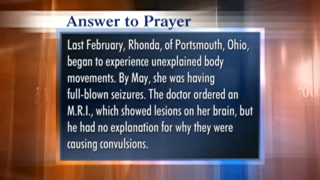 Answer to Prayer
Last February, Rhonda, of Portsmouth, Ohio,
began to experience unexplained body
movements. By May, she was having
full-blown seizures. The doctor ordered an
M.R.I., which showed lesions on her brain, but
he had no explanation for why they were
causing convulsions.